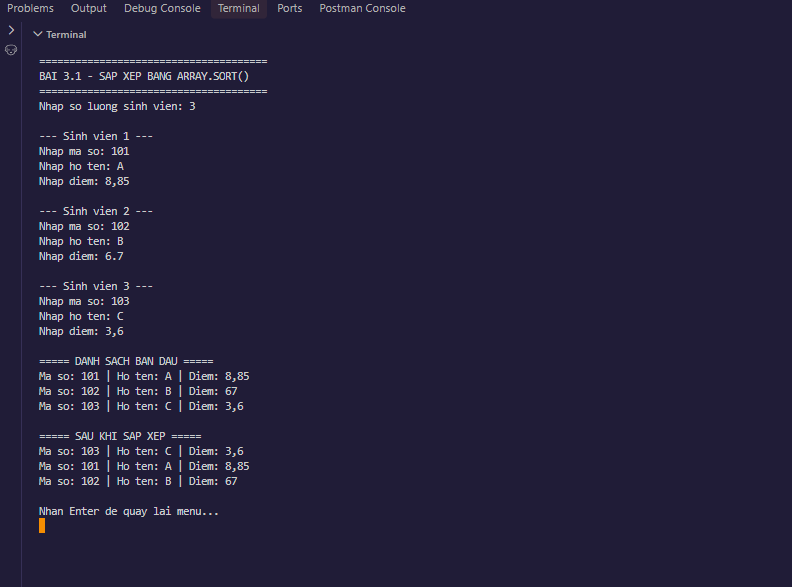 Problems Output Debug Console Terminal Ports Postman Console
Terminal
======================================
BAI 3.1 - SAP XEP BANG ARRAY.SORT()
======================================
Nhap so luong sinh vien: 3
--- Sinh vien 1 ---
Nhap ma so: 101
Nhap ho ten: A
Nhap diem: 8,85
--- Sinh vien 2 ---
Nhap ma so: 102
Nhap ho ten: B
Nhap diem: 6.7
--- Sinh vien 3 ---
Nhap ma so: 103
Nhap ho ten: C
Nhap diem: 3,6
===== DANH SACH BAN DAU =====
Ma so: 101 | Ho ten: A | Diem: 8,85
Ma so: 102 | Ho ten: B | Diem: 67
Ma so: 103 | Ho ten: C | Diem: 3,6
===== SAU KHI SAP XEP =====
Ma so: 103 | Ho ten: C | Diem: 3,6
Ma so: 101 | Ho ten: A | Diem: 8,85
Ma so: 102 | Ho ten: B | Diem: 67
Nhan Enter de quay lai menu...